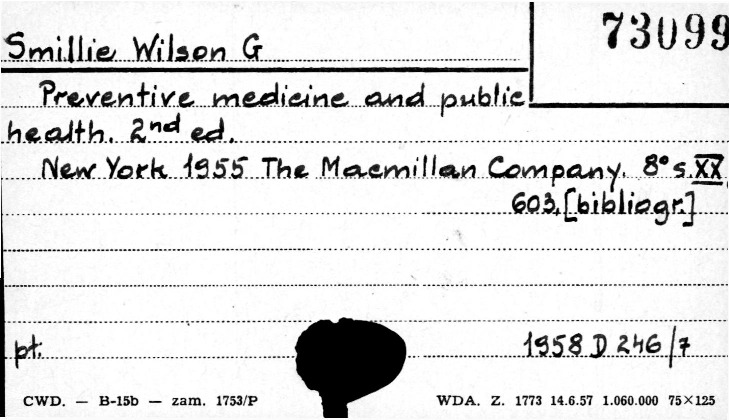 73099
Smillie Wilson G
Preventive medicine and public
health. 2nd ed.
New York 1955 The Macmillan Company. 8° s.XX
603,[bibliogr.]
pt. 1958 D 246/7
CWD. — B-15b — zam. 1753/P WDA. Z. 1773 14.6.57 1.060.000 75×125